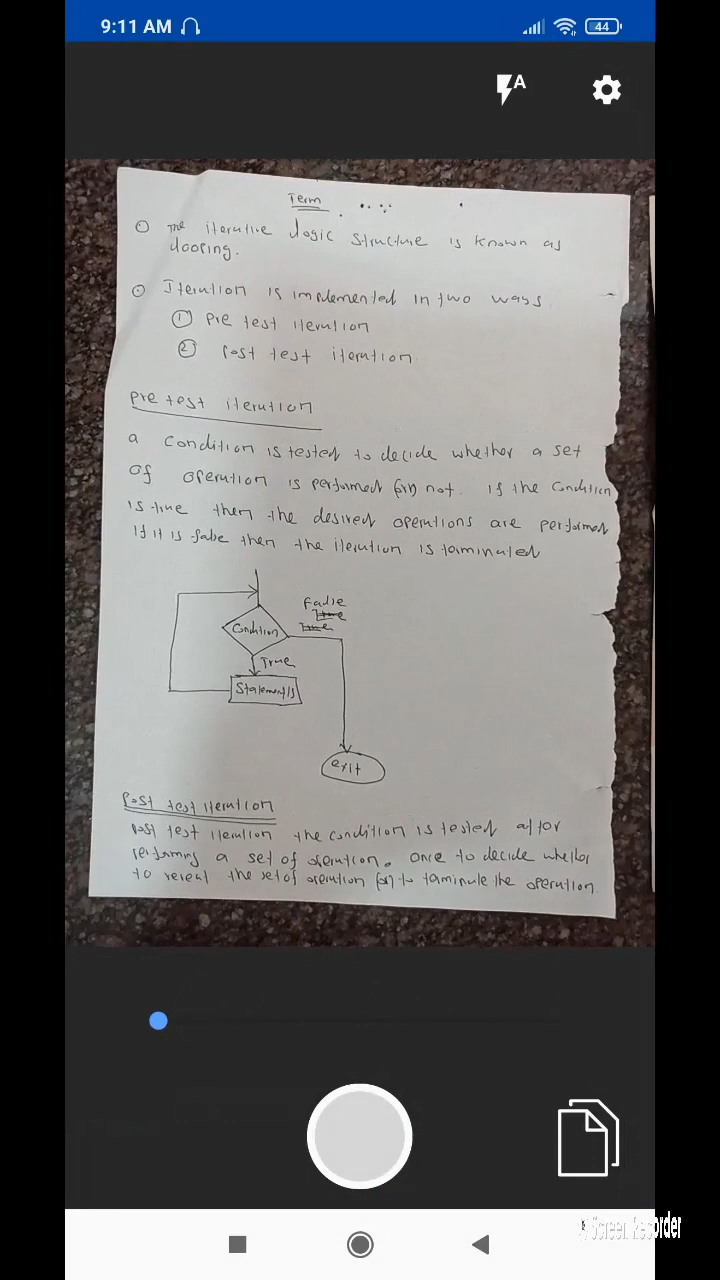 9:11 AM
44
A
Term
The iterative logic structure is known as
looping.
Iteration is implemented in two ways
① Pre test iteration
② Post test iteration
Pre test iteration
a Condition is tested to decide whether a set
of operation is performed (or) not. If the condition
is true then the desired operations are performed
If it is false then the iteration is terminated
False
Condition
True
Statement/s
exit
Post test iteration
Post test iteration the condition is tested after
performing a set of operation. once to decide whether
to repeat the set of operation (or) to terminate the operation.
Screen Recorder